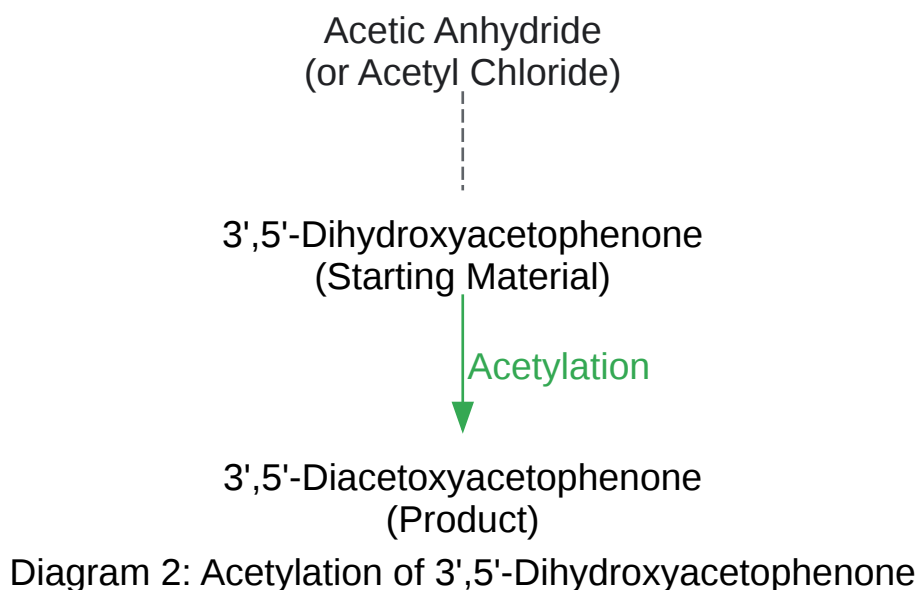 Acetic Anhydride
(or Acetyl Chloride)
3',5'-Dihydroxyacetophenone
(Starting Material)
Acetylation
3',5'-Diacetoxyacetophenone
(Product)
Diagram 2: Acetylation of 3',5'-Dihydroxyacetophenone